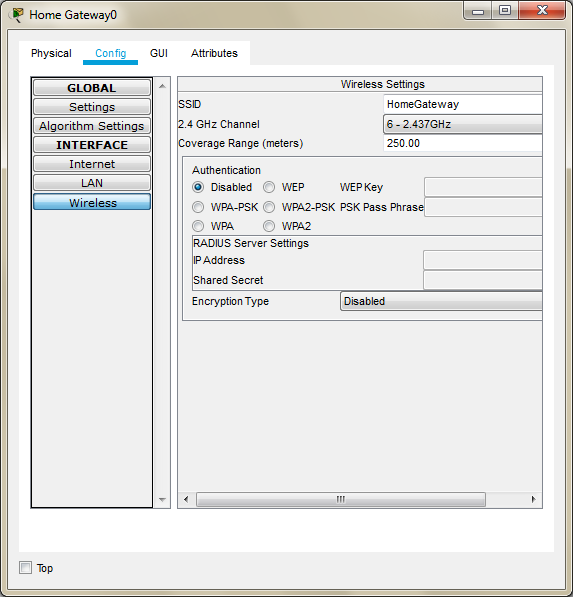 Home Gateway0
Physical Config GUI Attributes
GLOBAL
Settings
Algorithm Settings
INTERFACE
Internet
LAN
Wireless
Wireless Settings
SSID HomeGateway
2.4 GHz Channel 6 - 2.437GHz
Coverage Range (meters) 250.00
Authentication
Disabled WEP WEP Key
WPA-PSK WPA2-PSK PSK Pass Phrase
WPA WPA2
RADIUS Server Settings
IP Address
Shared Secret
Encryption Type Disabled
Top